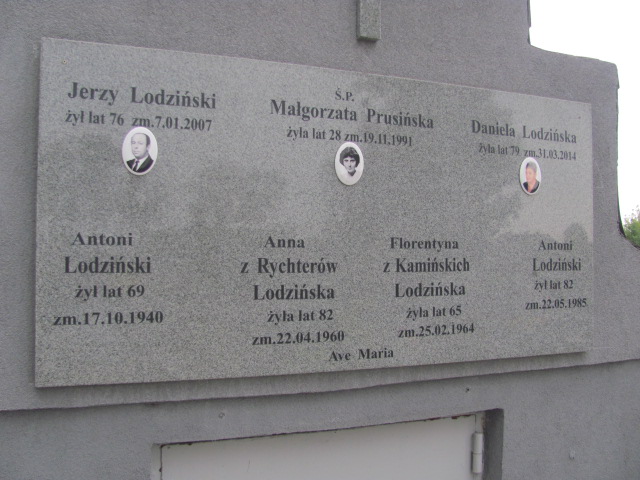 Jerzy Lodziński
żył lat 76 zm.7.01.2007
Ś.P.
Małgorzata Prusińska
żyła lat 28 zm.19.11.1991
Daniela Lodzińska
żyła lat 79 zm.31.03.2014
Antoni
Lodziński
żył lat 69
zm.17.10.1940
Anna
z Rychterów
Lodzińska
żyła lat 82
zm.22.04.1960
Florentyna
z Kamińskich
Lodzińska
żyła lat 65
zm.25.02.1964
Antoni
Lodziński
żył lat 82
zm.22.05.1985
Ave Maria